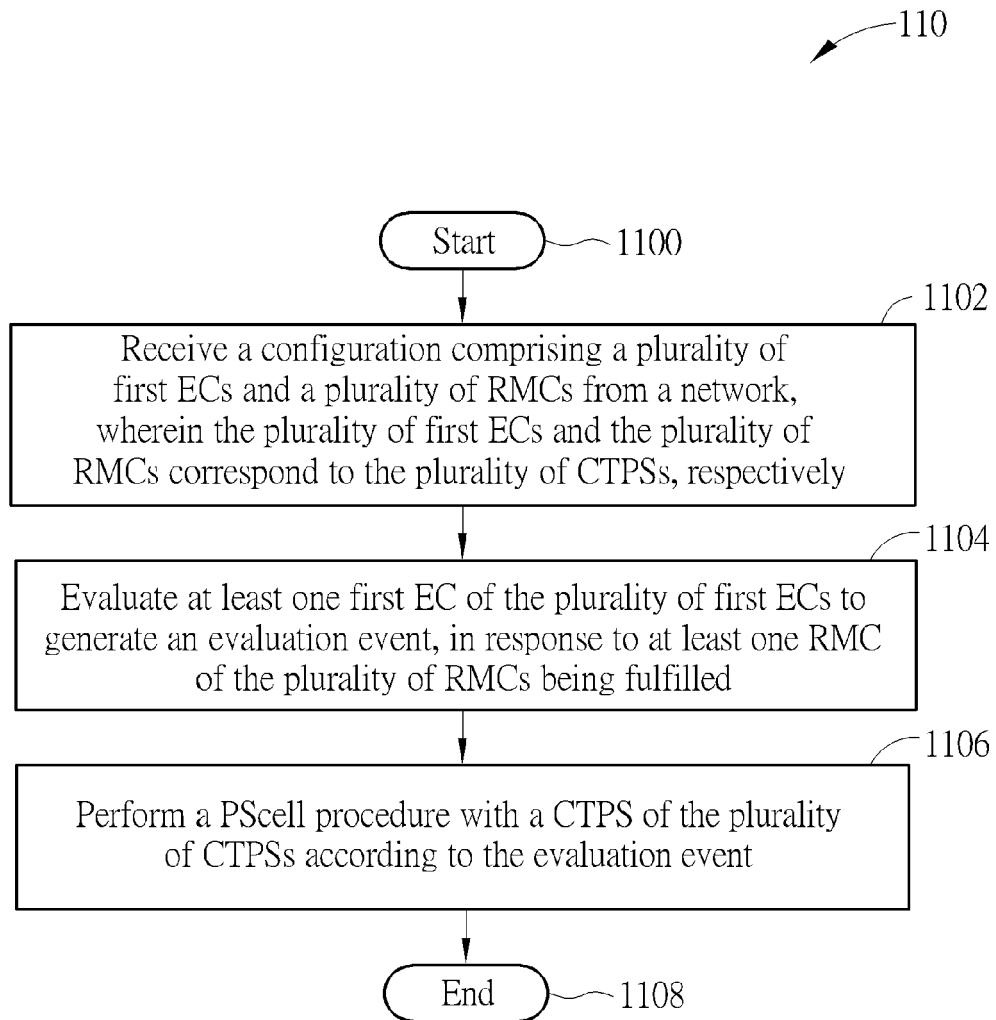 110
Start
1100
1102
Receive a configuration comprising a plurality of
first ECs and a plurality of RMCs from a network,
wherein the plurality of first ECs and the plurality of
RMCs correspond to the plurality of CTPSs, respectively
1104
Evaluate at least one first EC of the plurality of first ECs to
generate an evaluation event, in response to at least one RMC
of the plurality of RMCs being fulfilled
1106
Perform a PScell procedure with a CTPS of the plurality
of CTPSs according to the evaluation event
End
1108